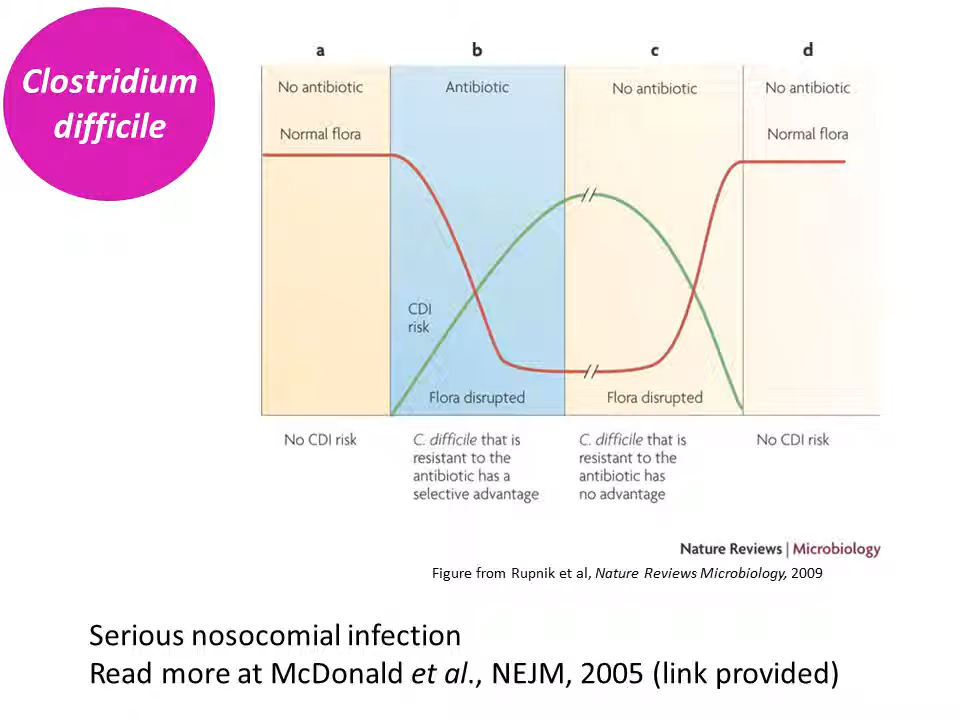 Clostridium
difficile
a b c d
No antibiotic Antibiotic No antibiotic No antibiotic
Normal flora Normal flora
CDI
risk
Flora disrupted Flora disrupted
No CDI risk
C. difficile that is
resistant to the
antibiotic has a
selective advantage
C. difficile that is
resistant to the
antibiotic has
no advantage
No CDI risk
Nature Reviews | Microbiology
Figure from Rupnik et al, Nature Reviews Microbiology, 2009
Serious nosocomial infection
Read more at McDonald et al., NEJM, 2005 (link provided)